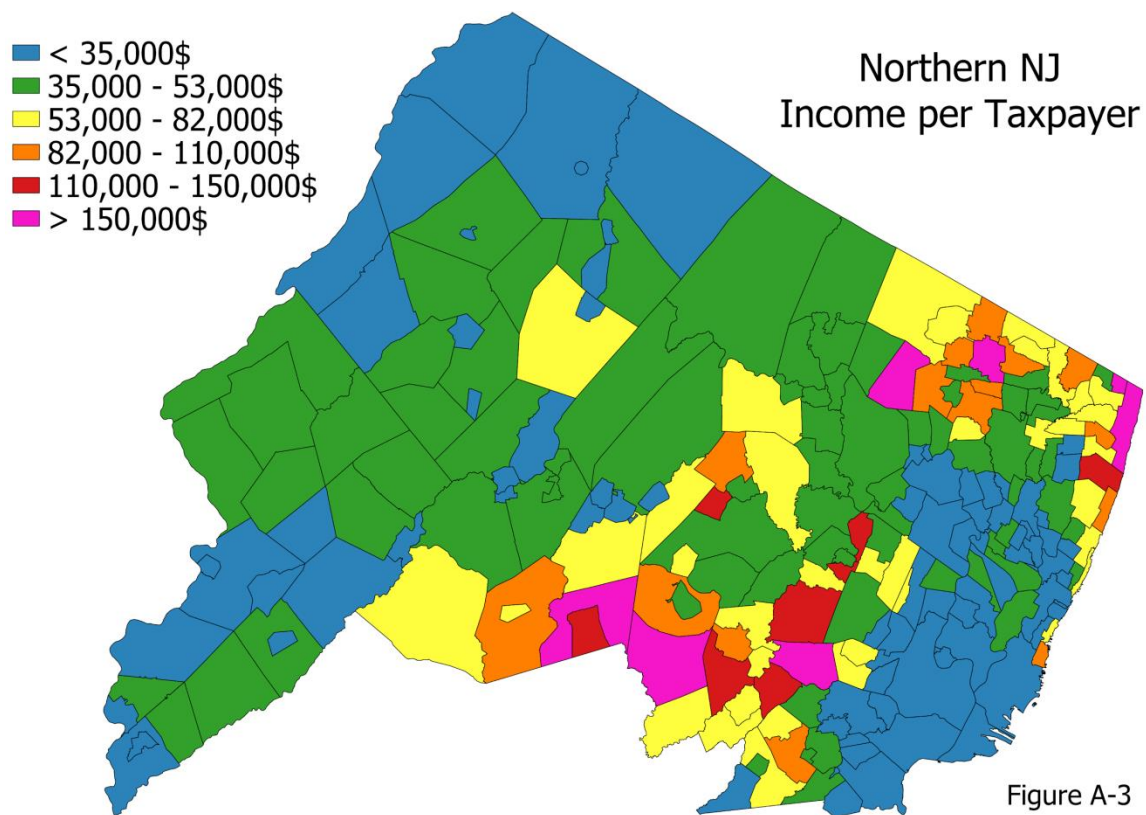 Northern NJ
Income per Taxpayer
< 35,000$
35,000 - 53,000$
53,000 - 82,000$
82,000 - 110,000$
110,000 - 150,000$
> 150,000$
Figure A-3